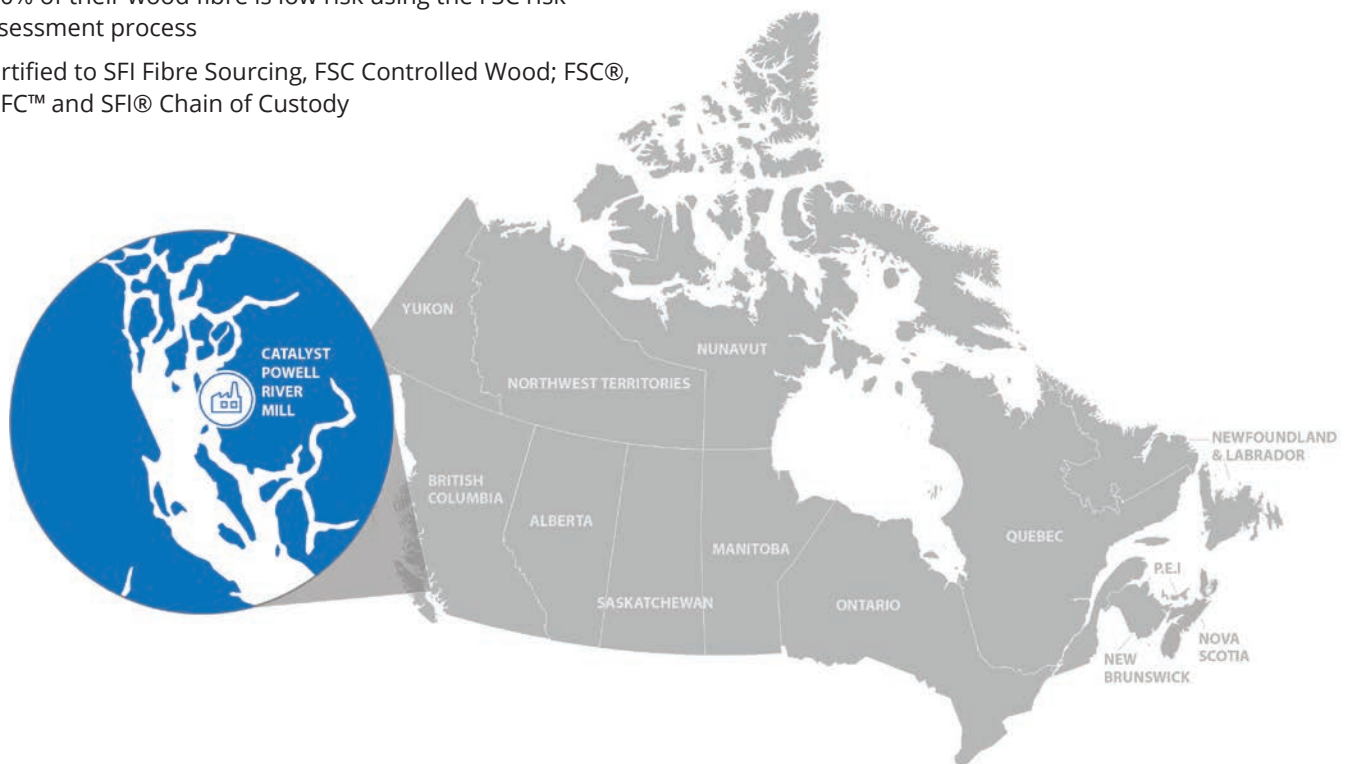 0% of their wood fibre is low risk using the FSC risk
sessment process
rtified to SFI Fibre Sourcing, FSC Controlled Wood; FSC®,
FC™ and SFI® Chain of Custody
CATALYST
POWELL
RIVER
MILL
YUKON
NUNAVUT
NORTHWEST TERRITORIES
BRITISH
COLUMBIA
ALBERTA
SASKATCHEWAN
MANITOBA
ONTARIO
QUEBEC
NEWFOUNDLAND
& LABRADOR
P.E.I
NOVA
SCOTIA
NEW
BRUNSWICK